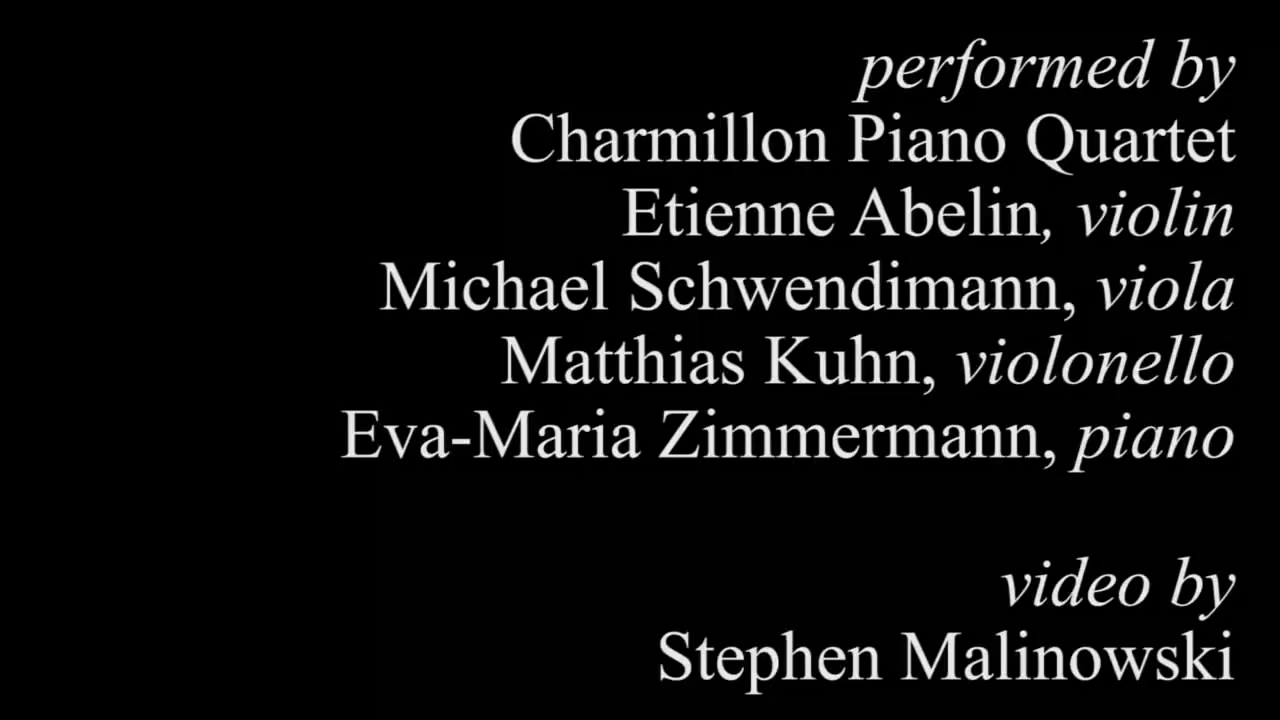 performed by
Charmillon Piano Quartet
Etienne Abelin, violin
Michael Schwendimann, viola
Matthias Kuhn, violonello
Eva-Maria Zimmermann, piano
video by
Stephen Malinowski